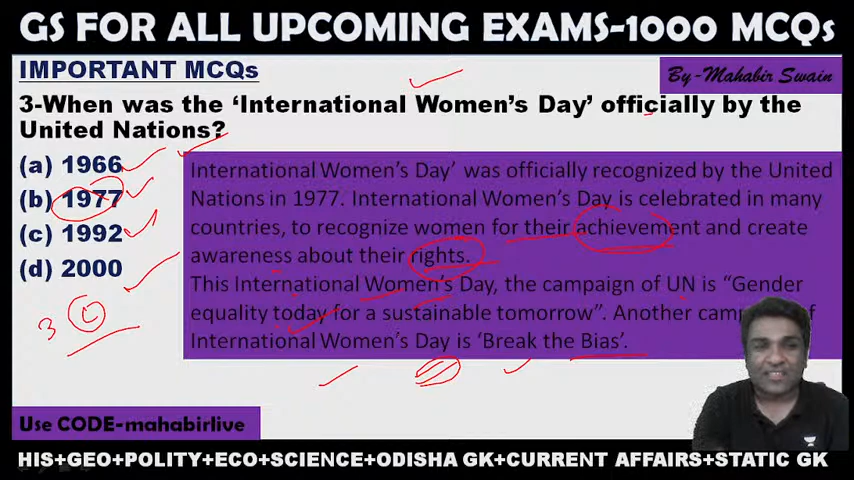 GS FOR ALL UPCOMING EXAMS-1000 MCQs
IMPORTANT MCQs
By-Mahabir Swain
3-When was the ‘International Women’s Day’ officially by the
United Nations?
(a) 1966
(b) 1977
(c) 1992
(d) 2000
International Women’s Day’ was officially recognized by the United
Nations in 1977. International Women’s Day is celebrated in many
countries, to recognize women for their achievement and create
awareness about their rights.
This International Women’s Day, the campaign of UN is “Gender
equality today for a sustainable tomorrow”. Another camp
International Women’s Day is ‘Break the Bias’.
3
Use CODE-mahabirlive
HIS+GEO+POLITY+ECO+SCIENCE+ODISHA GK+CURRENT AFFAIRS+STATIC GK